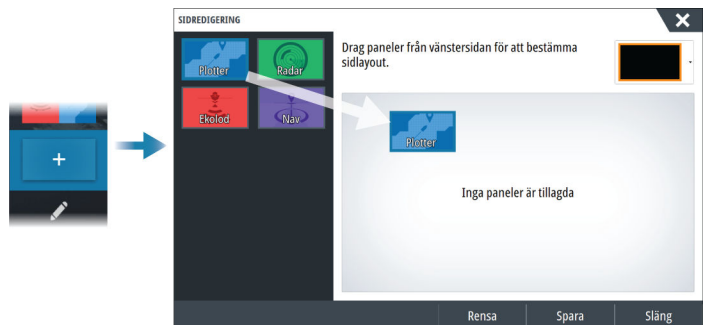 SIDREDIGERING
Plotter
Radar
Ekolod
Nav
Drag paneler från vänstersidan för att bestämma
sidlayout.
Plotter
Inga paneler är tillagda
Rensa
Spara
Släng